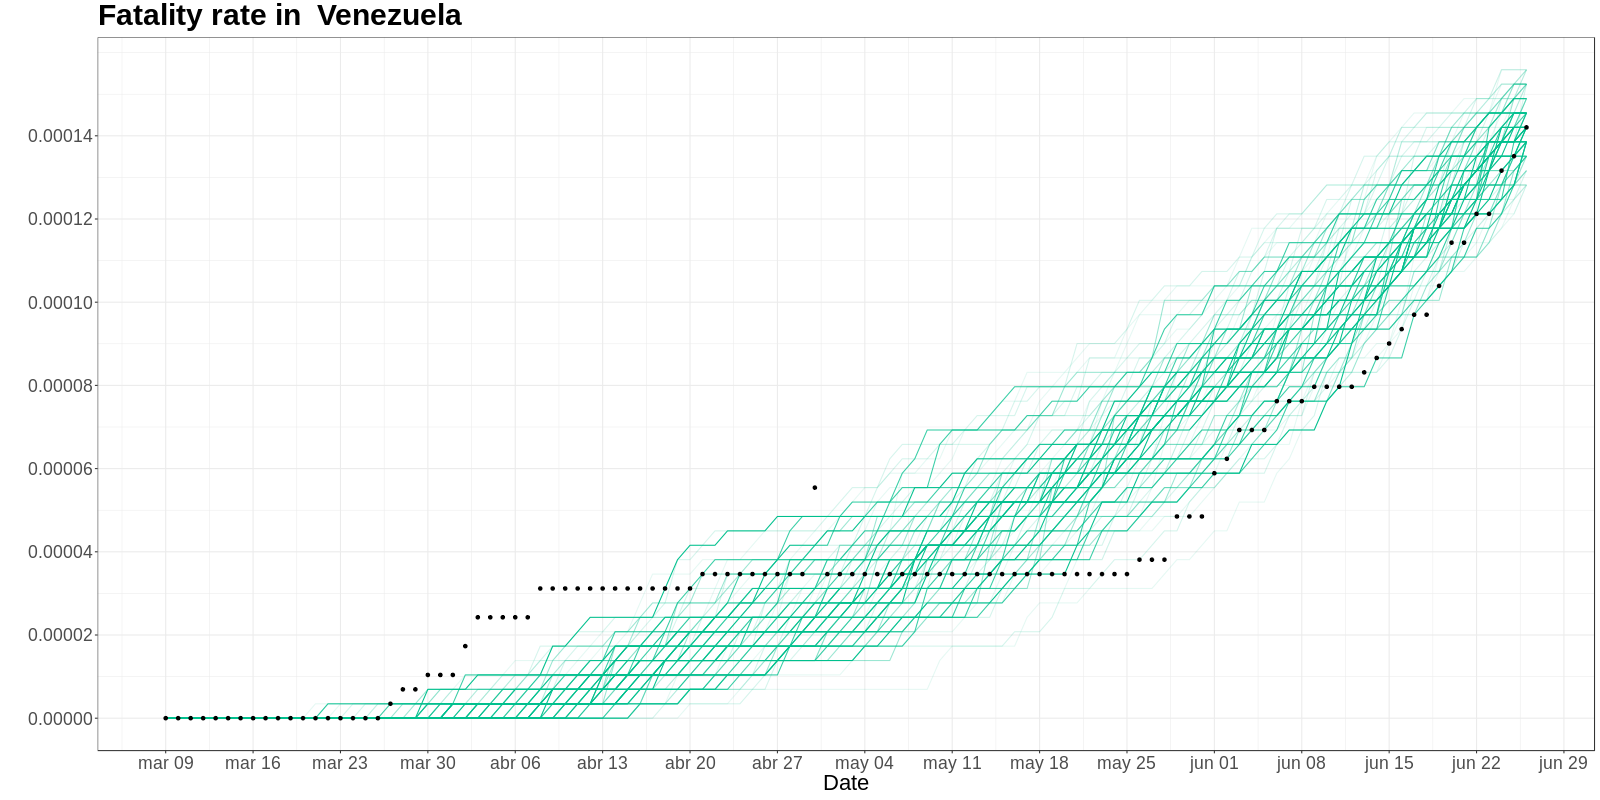 Fatality rate in  Venezuela
0.00014
0.00012
0.00010
0.00008
0.00006
0.00004
0.00002
0.00000
mar 09 mar 16 mar 23 mar 30 abr 06 abr 13 abr 20 abr 27 may 04 may 11 may 18 may 25 jun 01 jun 08 jun 15 jun 22 jun 29
Date